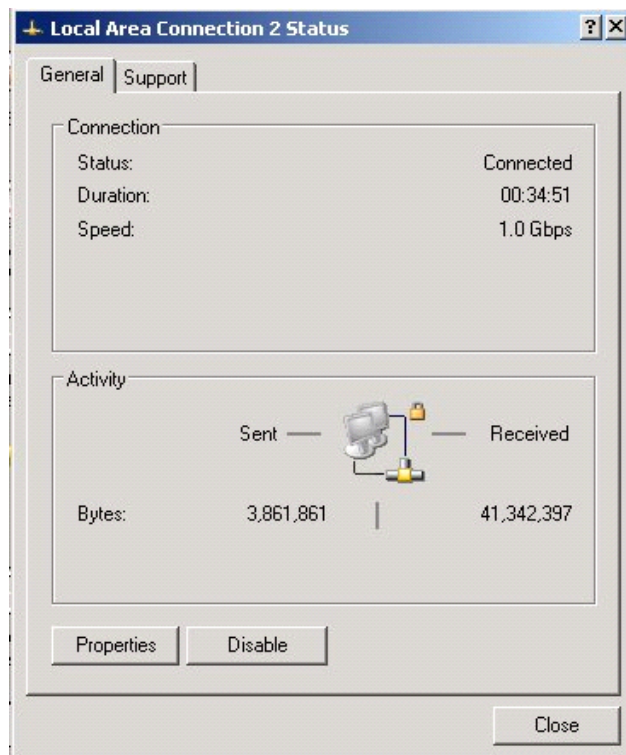 Local Area Connection 2 Status
General Support
Connection
Status: Connected
Duration: 00:34:51
Speed: 1.0 Gbps
Activity
Sent Received
Bytes: 3,861,861 41,342,397
Properties Disable
Close